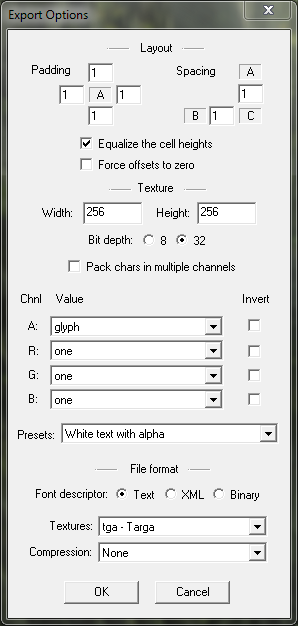 Export Options
Layout
Padding 1 Spacing A
1 A 1 1
1 B 1 C
Equalize the cell heights
Force offsets to zero
Texture
Width: 256 Height: 256
Bit depth: 8 32
Pack chars in multiple channels
Chnl Value Invert
A: glyph
R: one
G: one
B: one
Presets: White text with alpha
File format
Font descriptor: Text XML Binary
Textures: tga - Targa
Compression: None
OK Cancel